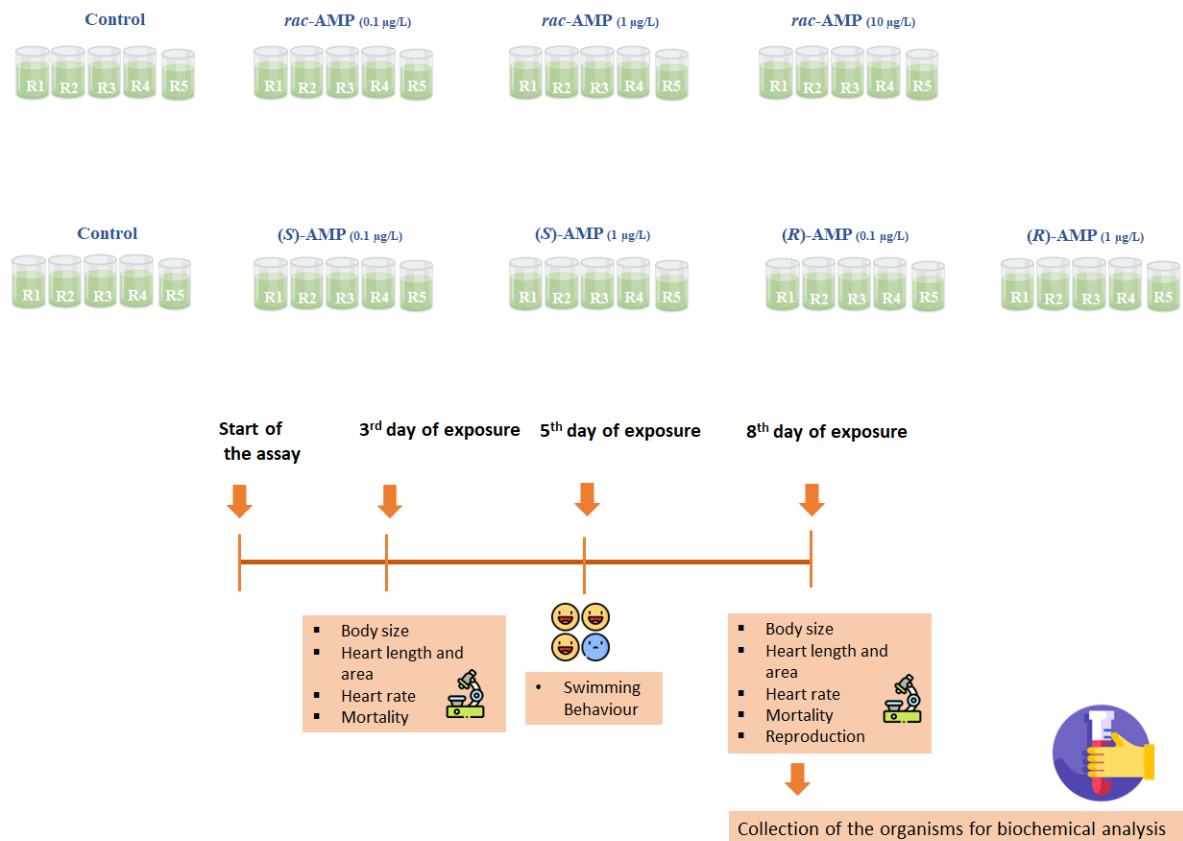 Control
rac-AMP (0.1 µg/L)
rac-AMP (1 µg/L)
rac-AMP (10 µg/L)
R1 R2 R3 R4 R5
R1 R2 R3 R4 R5
R1 R2 R3 R4 R5
R1 R2 R3 R4 R5
Control
(S)-AMP (0.1 µg/L)
(S)-AMP (1 µg/L)
(R)-AMP (0.1 µg/L)
(R)-AMP (1 µg/L)
R1 R2 R3 R4 R5
R1 R2 R3 R4 R5
R1 R2 R3 R4 R5
R1 R2 R3 R4 R5
R1 R2 R3 R4 R5
Start of
the assay
3rd day of exposure
5th day of exposure
8th day of exposure
▪ Body size
▪ Heart length and
area
▪ Heart rate
▪ Mortality
• Swimming
Behaviour
▪ Body size
▪ Heart length and
area
▪ Heart rate
▪ Mortality
▪ Reproduction
Collection of the organisms for biochemical analysis